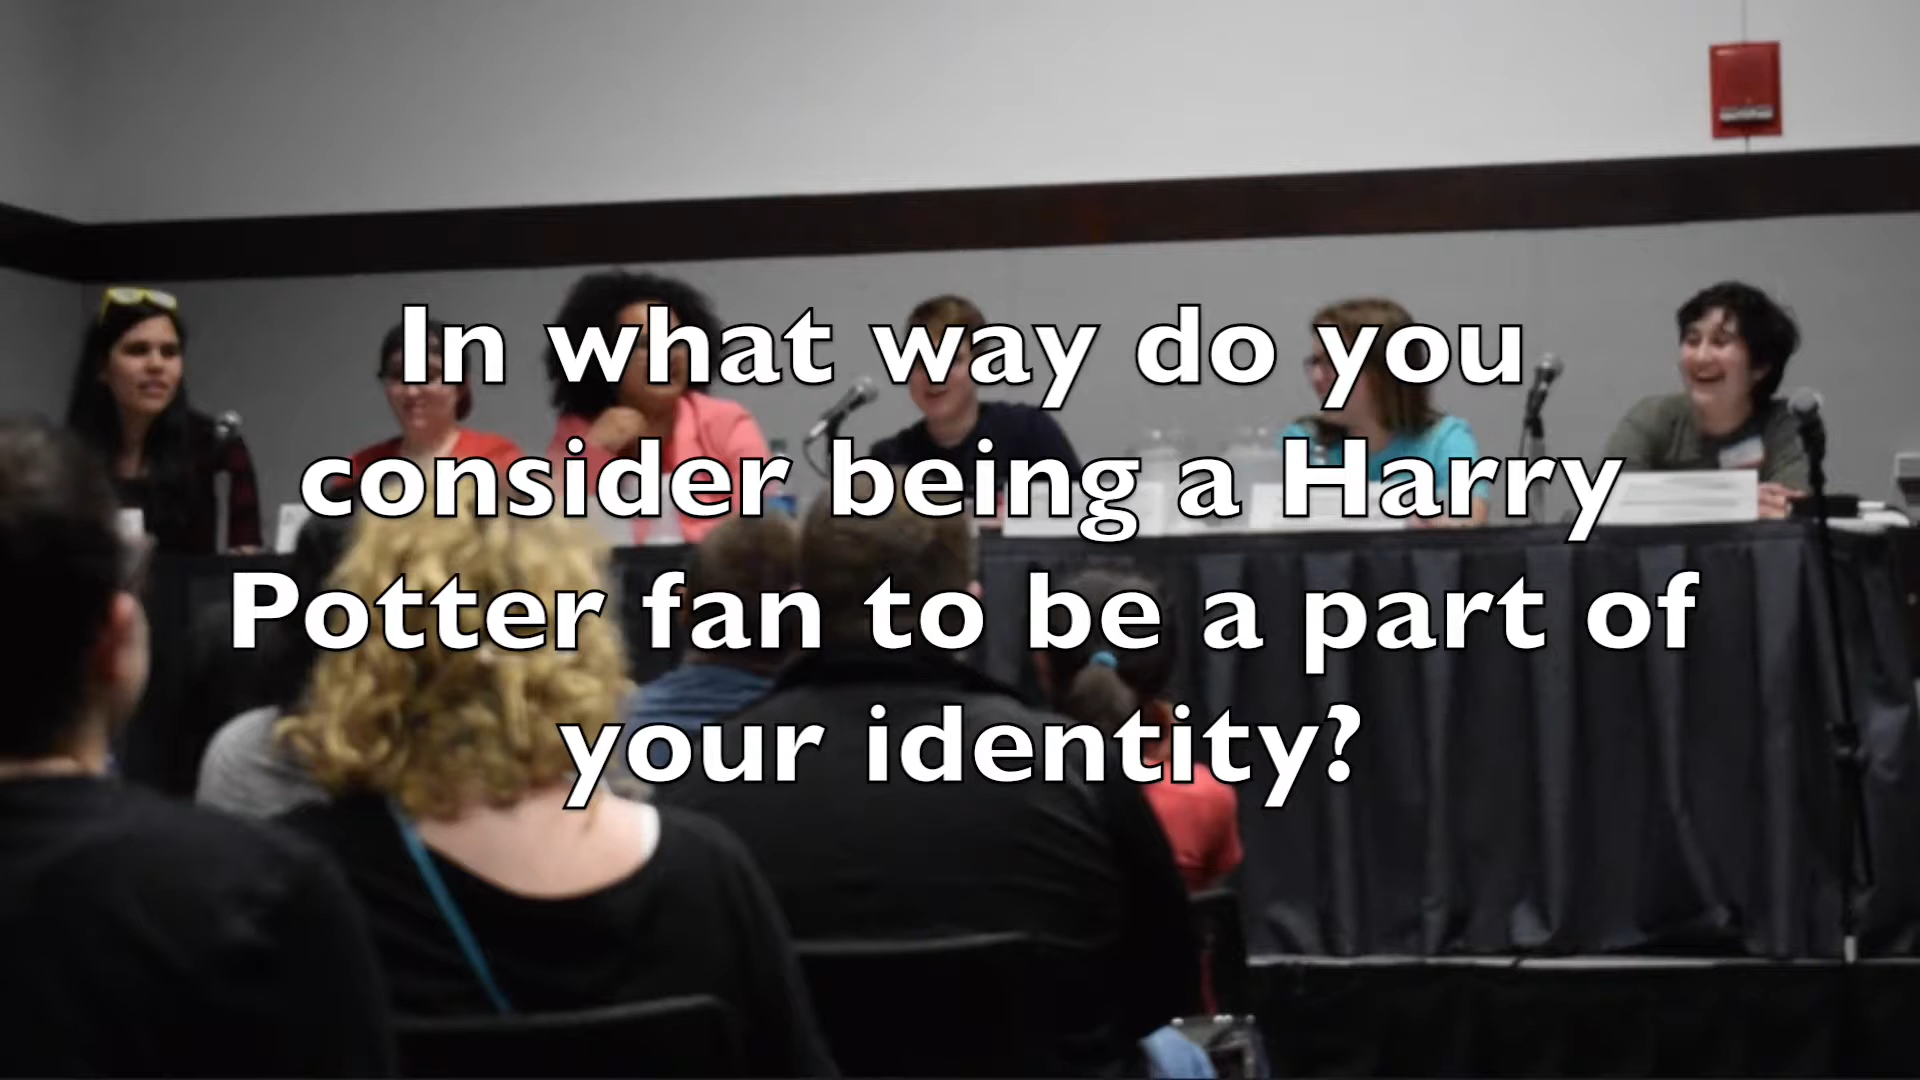 In what way do you
consider being a Harry
Potter fan to be a part of
your identity?